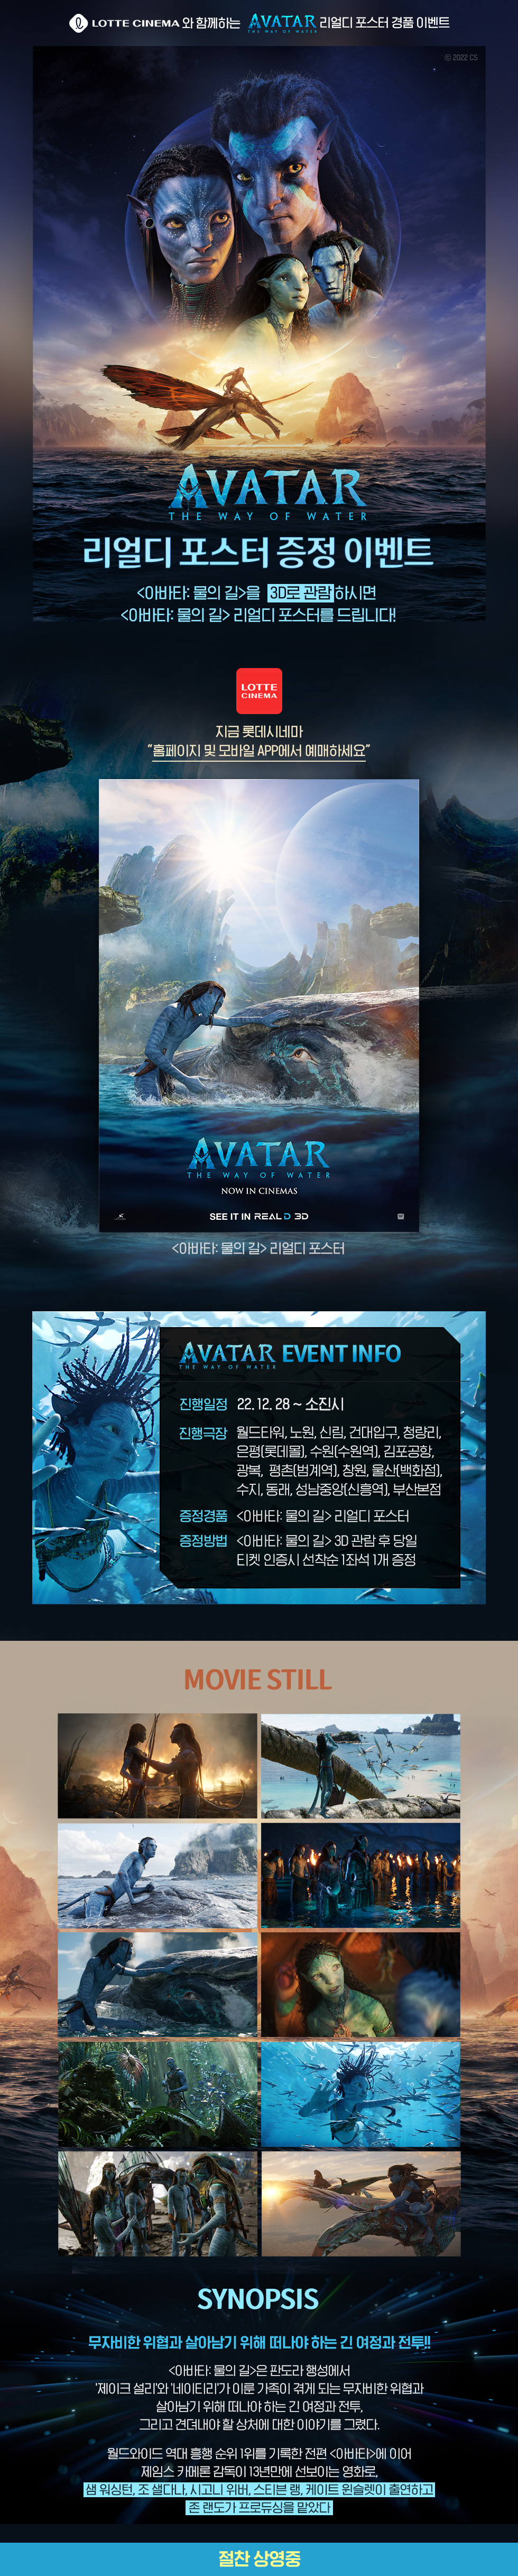 LOTTE CINEMA 와 함께하는 AVATAR THE WAY OF WATER 리얼디 포스터 경품 이벤트
ⓒ 2022 CS
AVATAR
THE WAY OF WATER
리얼디 포스터 증정 이벤트
<아바타: 물의 길>을 3D로 관람하시면
<아바타: 물의 길> 리얼디 포스터를 드립니다!
LOTTE
CINEMA
지금 롯데시네마
“홈페이지 및 모바일 APP에서 예매하세요”
AVATAR
THE WAY OF WATER
NOW IN CINEMAS
SEE IT IN REAL D 3D
<아바타: 물의 길> 리얼디 포스터
AVATAR THE WAY OF WATER EVENT INFO
진행일정 22. 12. 28 ~ 소진시
진행극장 월드타워, 노원, 신림, 건대입구, 청량리,
은평(롯데몰), 수원(수원역), 김포공항,
광복, 평촌(범계역), 창원, 울산(백화점),
수지, 동래, 성남중앙(신흥역), 부산본점
증정경품 <아바타: 물의 길> 리얼디 포스터
증정방법 <아바타: 물의 길> 3D 관람 후 당일
티켓 인증시 선착순 1좌석 1개 증정
MOVIE STILL
SYNOPSIS
무자비한 위협과 살아남기 위해 떠나야 하는 긴 여정과 전투!!
<아바타: 물의 길>은 판도라 행성에서
'제이크 설리'와 '네이티리'가 이룬 가족이 겪게 되는 무자비한 위협과
살아남기 위해 떠나야 하는 긴 여정과 전투,
그리고 견뎌내야 할 상처에 대한 이야기를 그렸다.
월드와이드 역대 흥행 순위 1위를 기록한 전편 <아바타>에 이어
제임스 카메론 감독이 13년만에 선보이는 영화로,
샘 워싱턴, 조 샐다나, 시고니 위버, 스티븐 랭, 케이트 윈슬렛이 출연하고
존 랜도가 프로듀싱을 맡았다
절찬 상영중